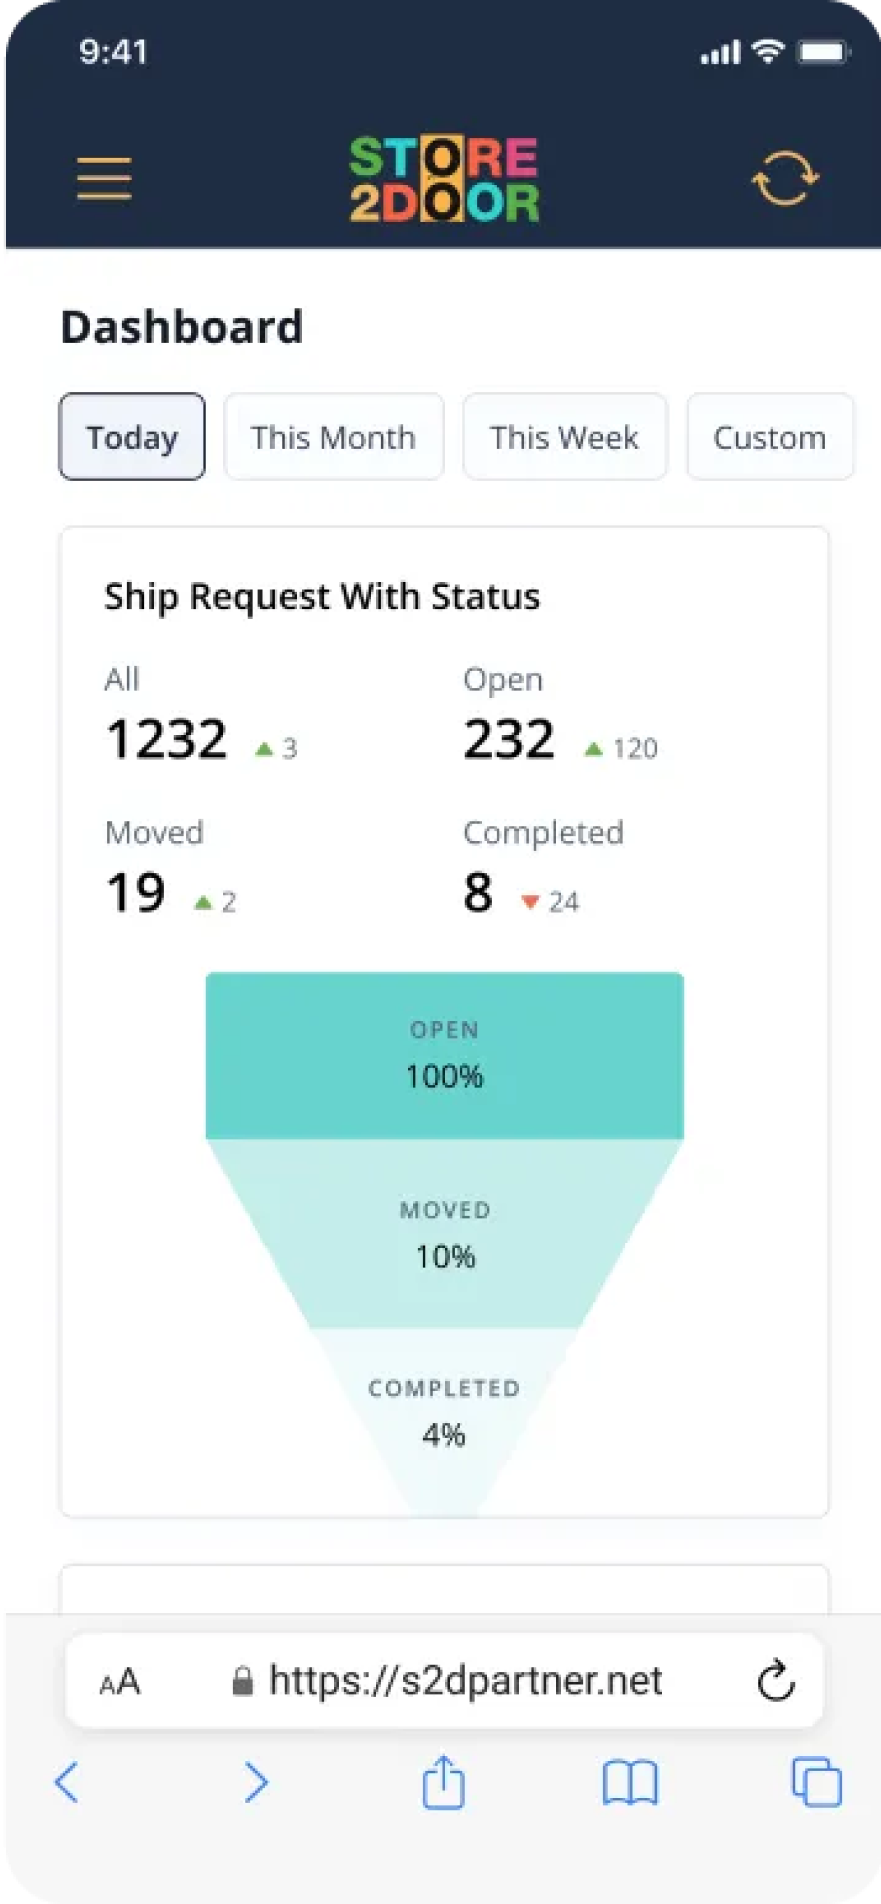 9:41
STORE
2DOOR
Dashboard
Today This Month This Week Custom
Ship Request With Status
All Open
1232 ▲ 3 232 ▲ 120
Moved Completed
19 ▲ 2 8 ▼ 24
OPEN
100%
MOVED
10%
COMPLETED
4%
AA https://s2dpartner.net